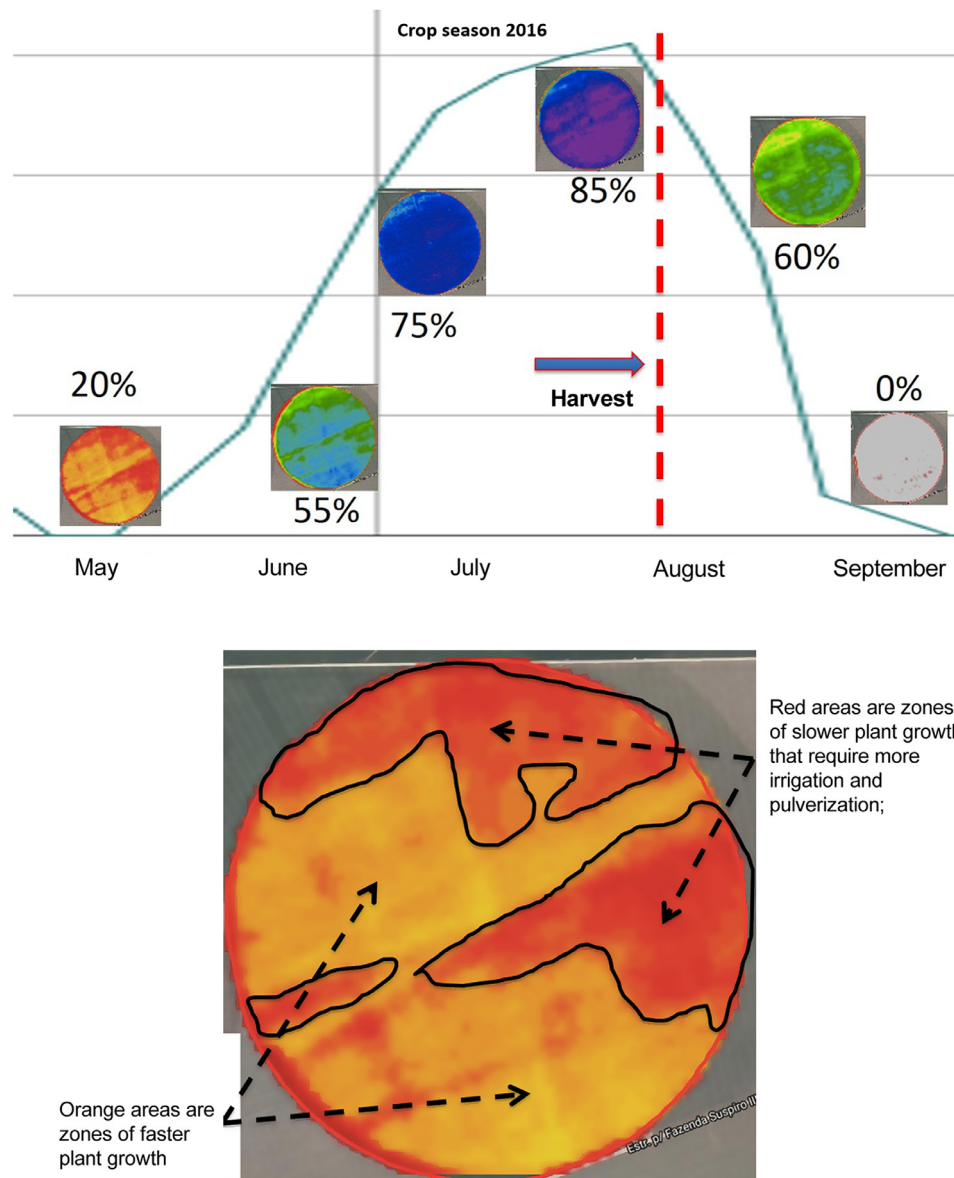 Crop season 2016
85%
60%
75%
20%
Harvest
0%
55%
May June July August September
Red areas are zones
of slower plant growth
that require more
irrigation and
pulverization;
Orange areas are
zones of faster
plant growth
Estr. p/ Fazenda Suspiro II